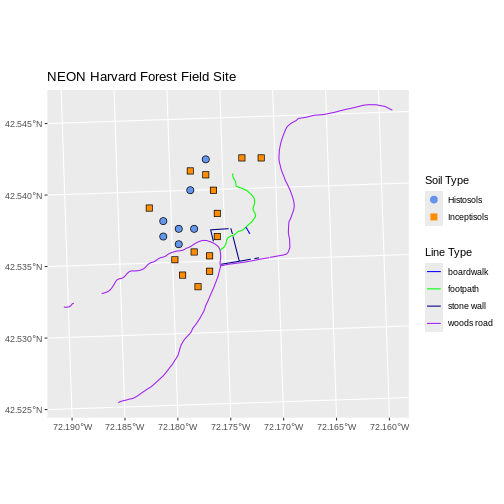 NEON Harvard Forest Field Site
42.545°N
42.540°N
42.535°N
42.530°N
42.525°N
72.190°W 72.185°W 72.180°W 72.175°W 72.170°W 72.165°W 72.160°W
Soil Type
Histosols
Inceptisols
Line Type
boardwalk
footpath
stone wall
woods road